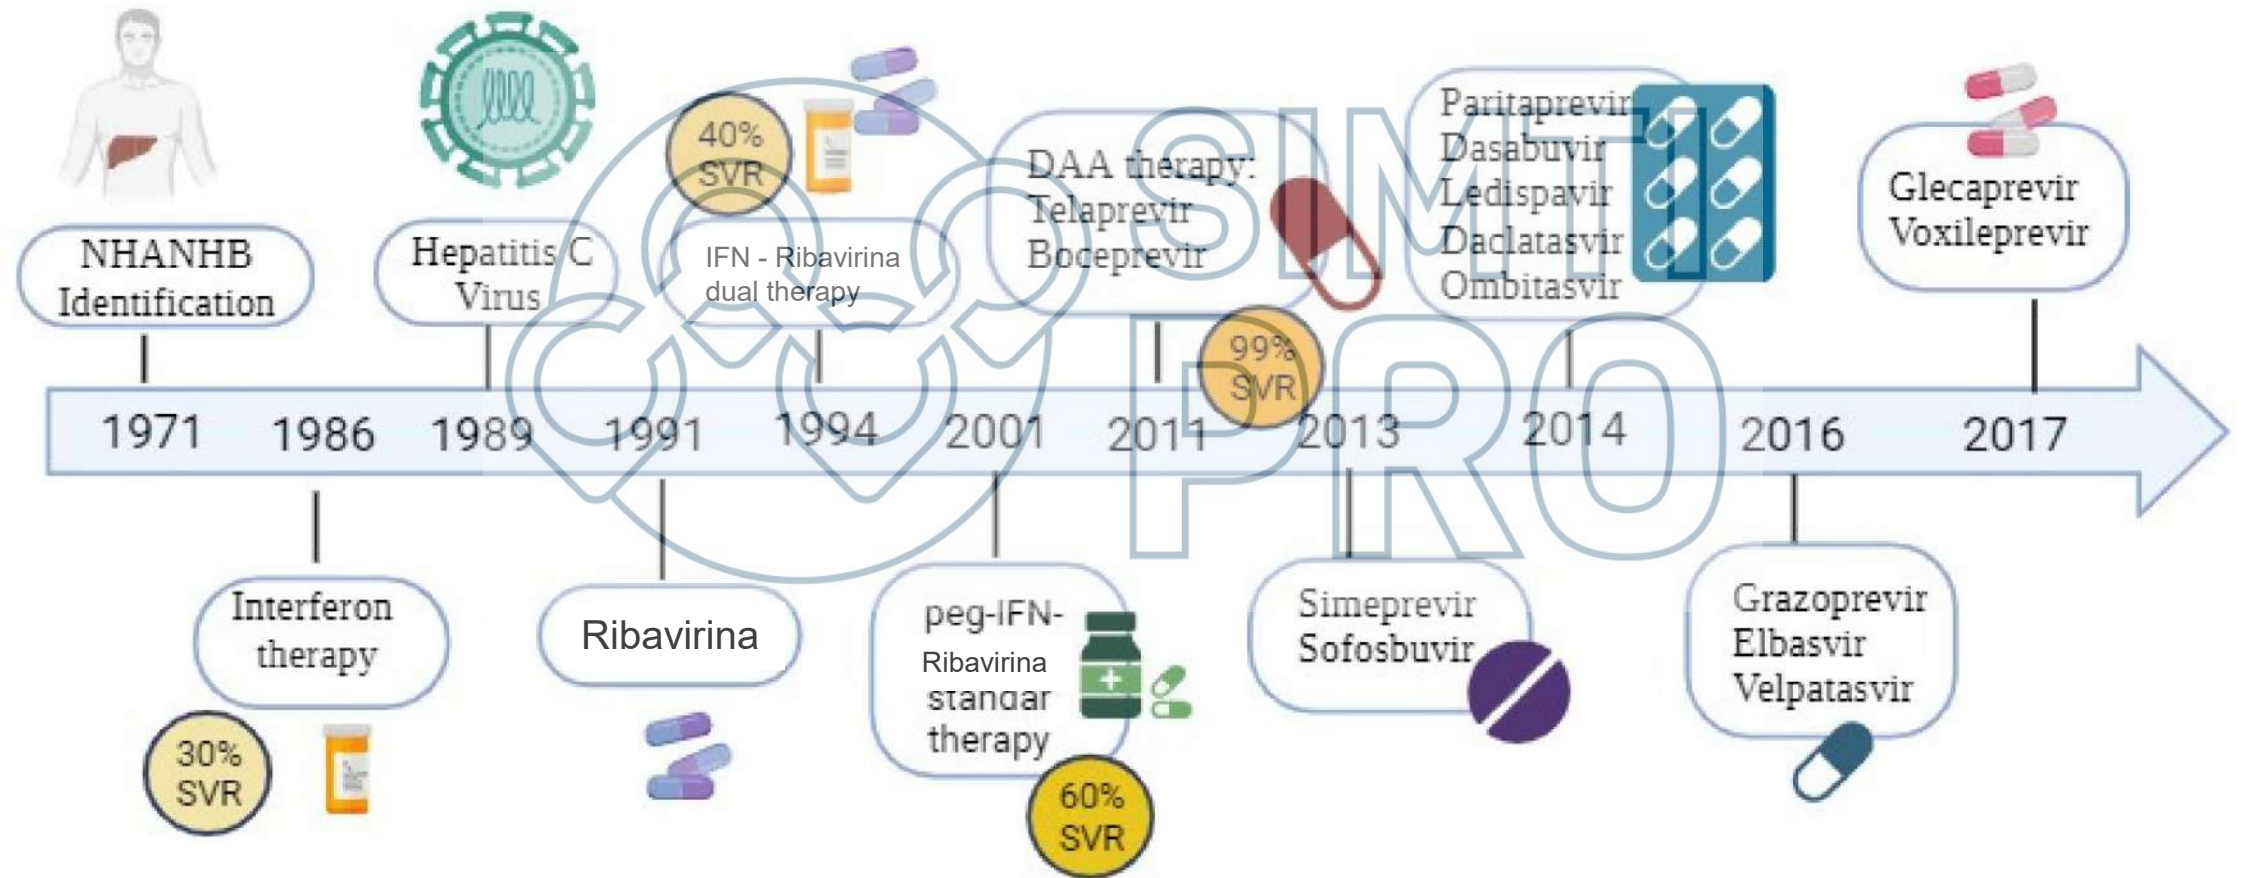 40%
SVR
Paritaprevir
Dasabuvir
Ledispavir
Daclatasvir
Ombitasvir
DAA therapy:
Telaprevir
Boceprevir
Glecaprevir
Voxileprevir
NHANHB
Identification
Hepatitis C
Virus
IFN - Ribavirina
dual therapy
99%
SVR
1971 1986 1989 1991 1994 2001 2011 2013 2014 2016 2017
Interferon
therapy
Ribavirina
peg-IFN-
Ribavirina
standar
therapy
Simeprevir
Sofosbuvir
Grazoprevir
Elbasvir
Velpatasvir
30%
SVR
60%
SVR
SIMTI
PRO